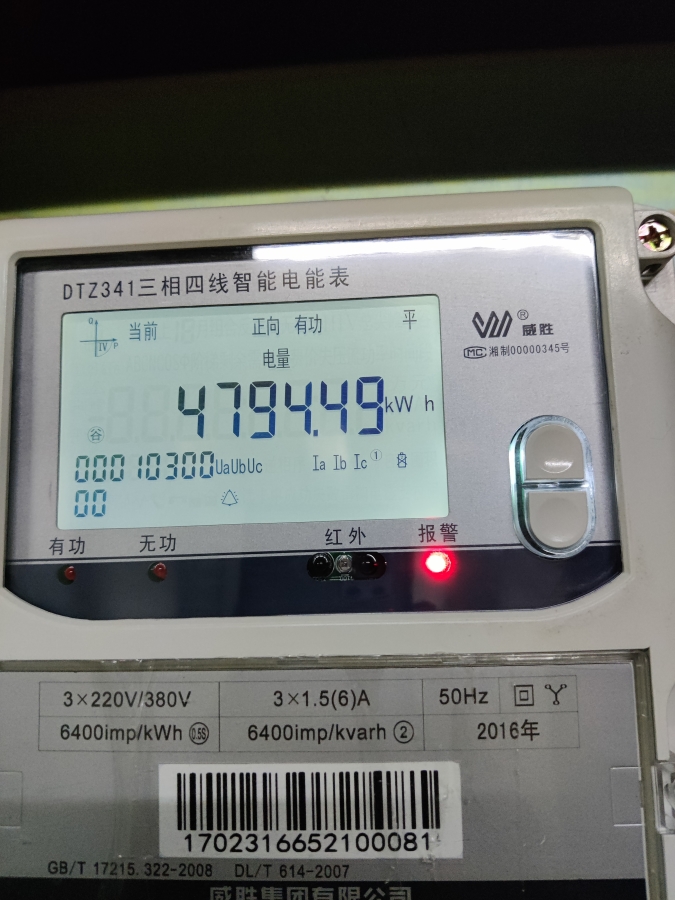 DTZ341三相四线智能电能表
Q
IV P
当前 正向 有功 平
电量
4794.49 kWh
谷
00010300 UaUbUc Ia Ib Ic ①
00
® 威胜
MC 湘制00000345号
有功 无功 红外 报警
3×220V/380V 3×1.5(6)A 50Hz
6400imp/kWh 0.5S 6400imp/kvarh ② 2016年
1702316652100081
GB/T 17215.322-2008 DL/T 614-2007
威胜集团有限公司